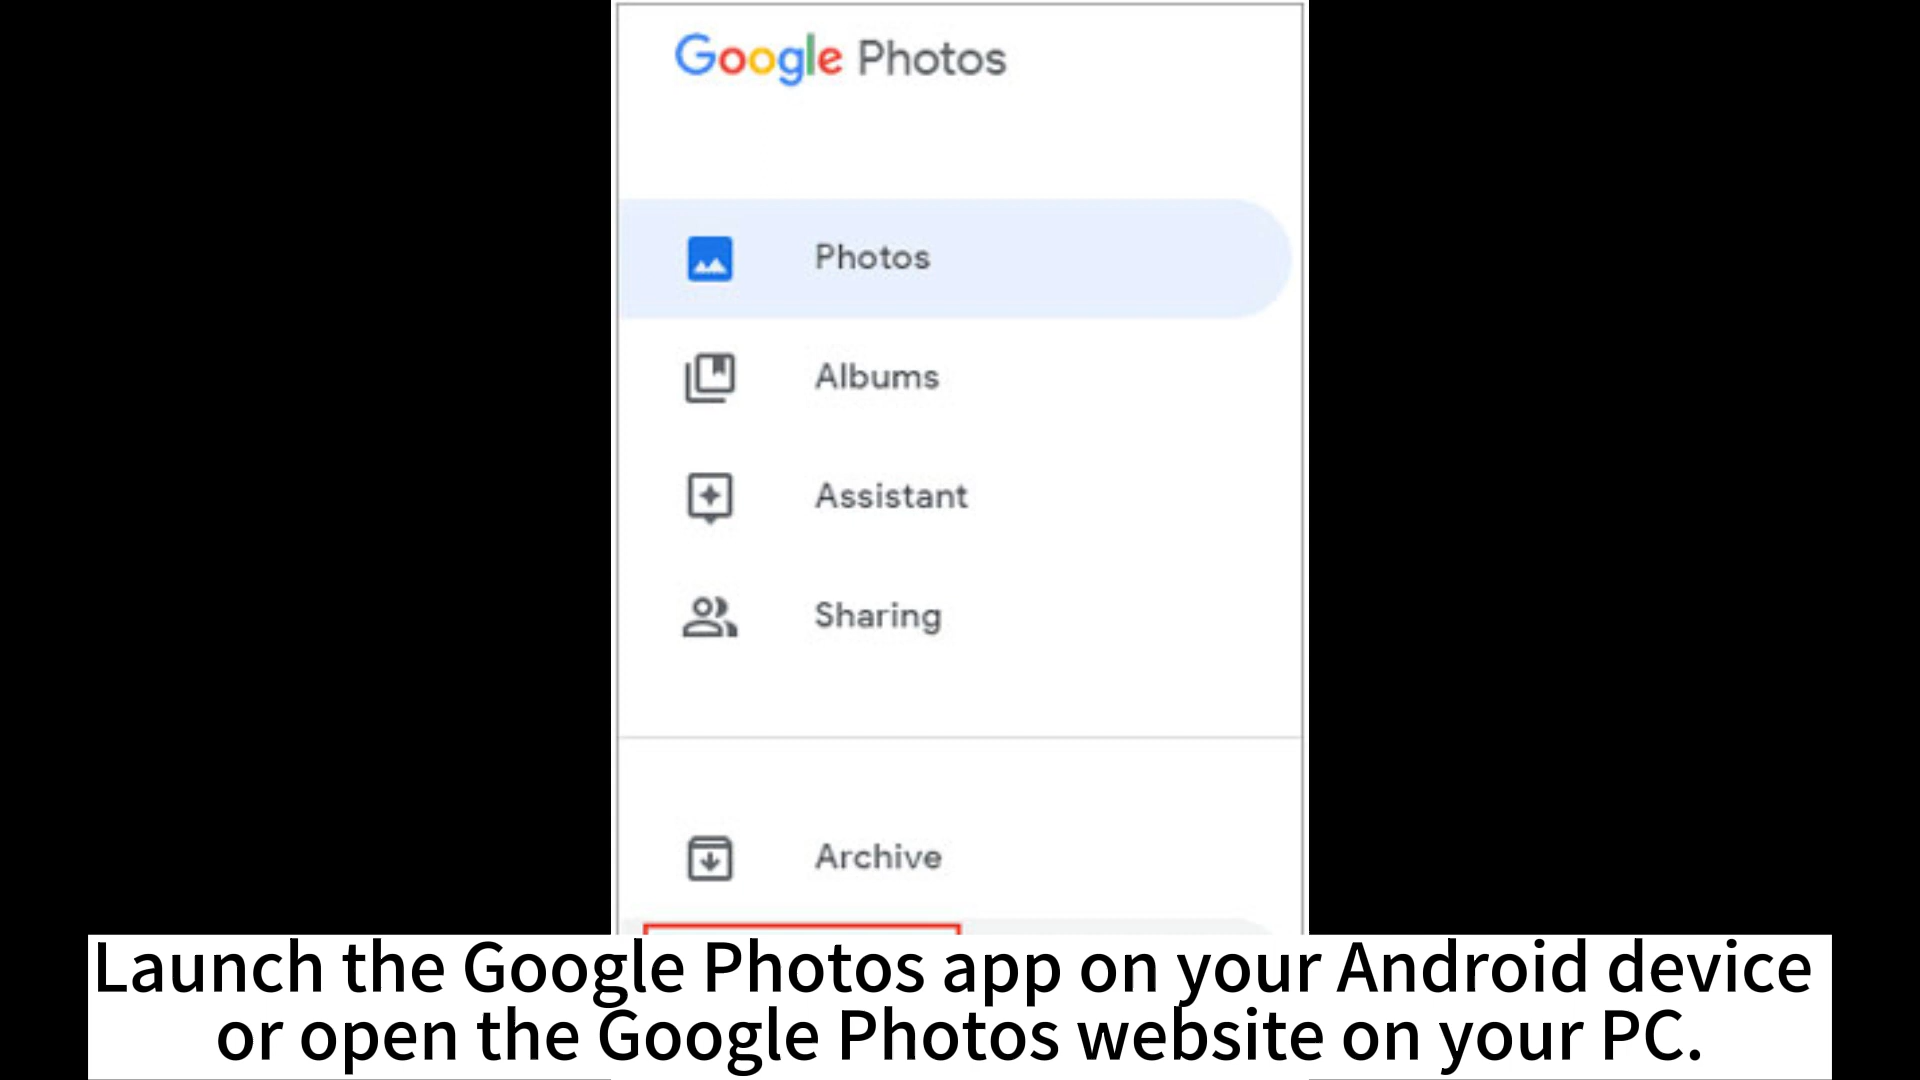 Google Photos
Photos
Albums
Assistant
Sharing
Archive
Launch the Google Photos app on your Android device
or open the Google Photos website on your PC.